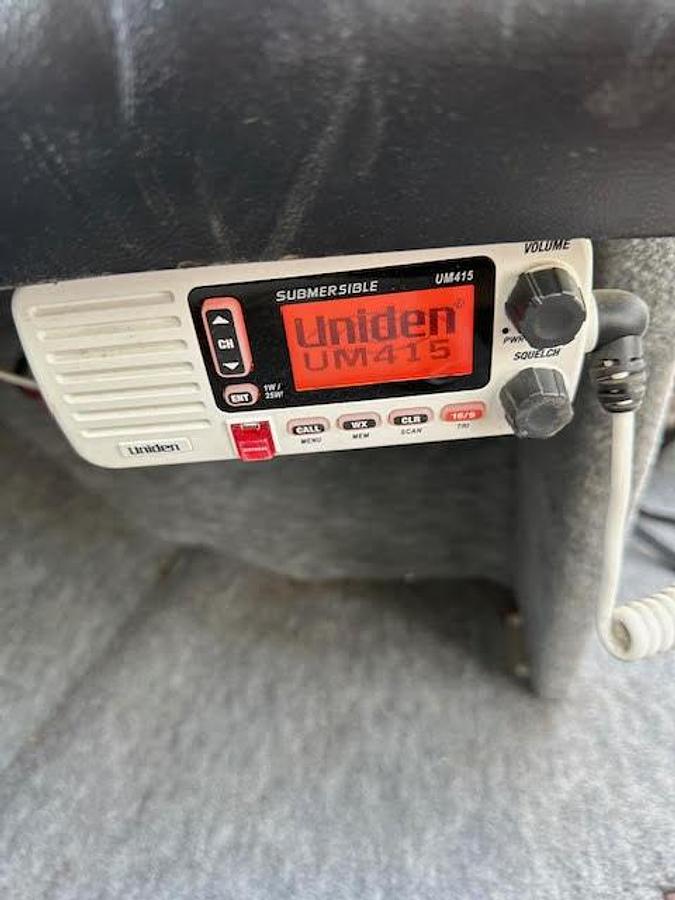 VOLUME
SUBMERSIBLE UM415
Uniden®
UM415
CH
PWR
SQUELCH
ENT 1W/
25W
CALL WX CLR 16/9
MENU MEM SCAN TRI
Uniden